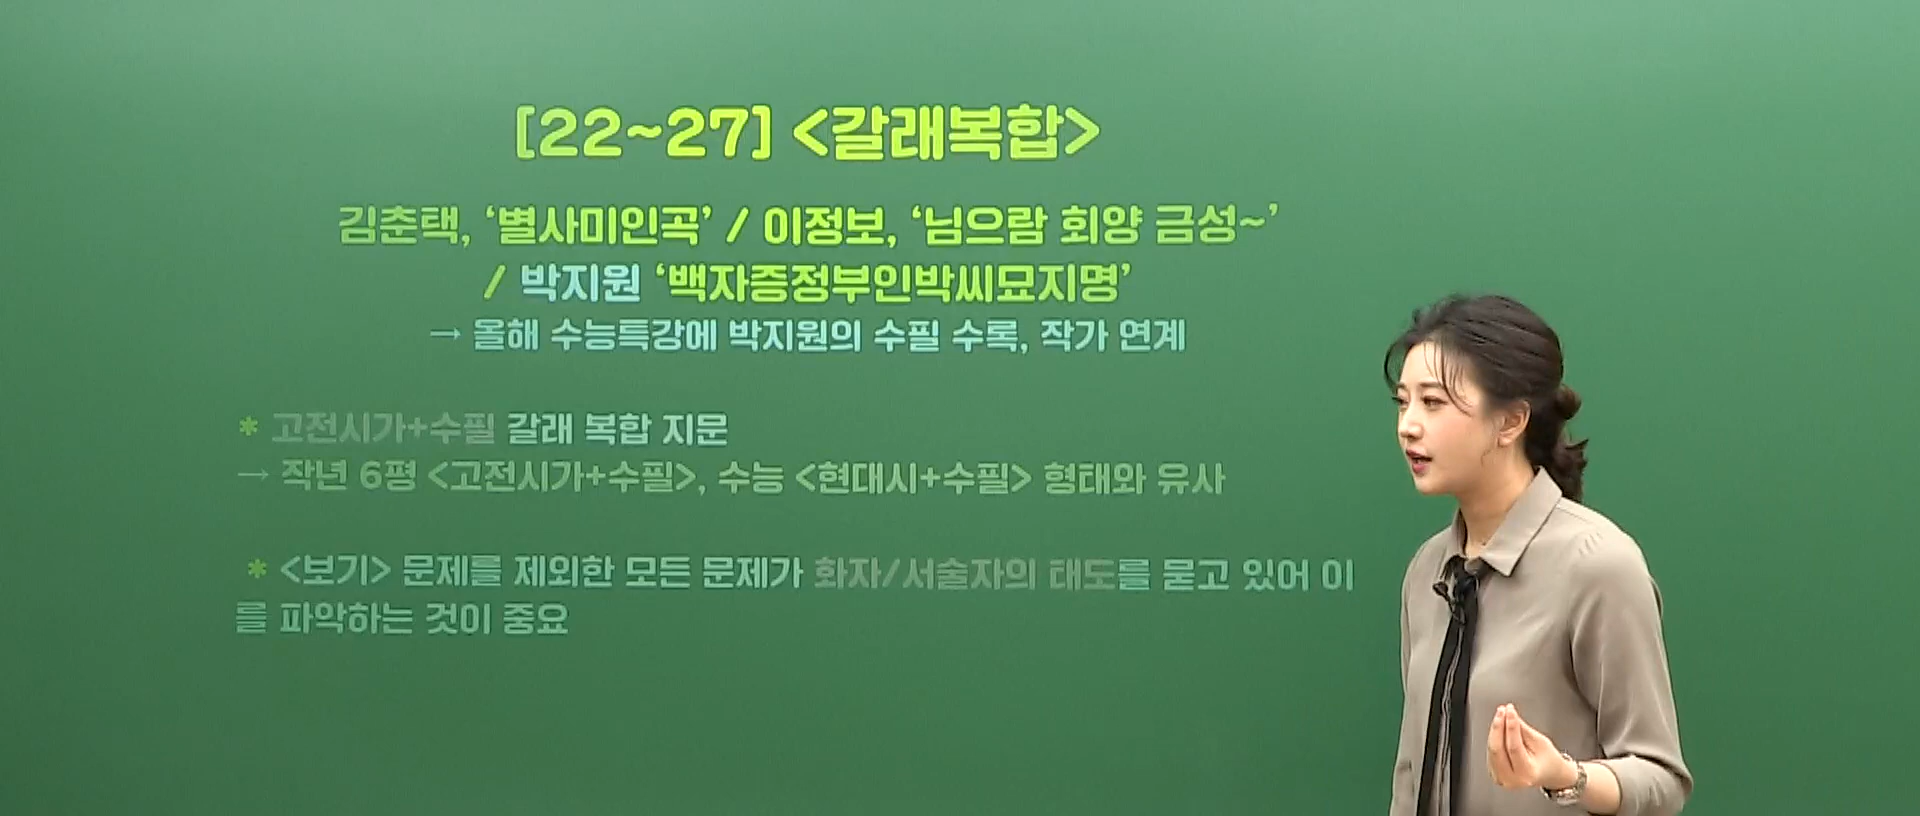 [22~27] <갈래복합>
김춘택, ‘별사미인곡’ / 이정보, ‘님으람 회양 금성~’
/ 박지원 ‘백자증정부인박씨묘지명’
→ 올해 수능특강에 박지원의 수필 수록, 작가 연계
* 고전시가+수필 갈래 복합 지문
→ 작년 6평 <고전시가+수필>, 수능 <현대시+수필> 형태와 유사
* <보기> 문제를 제외한 모든 문제가 화자/서술자의 태도를 묻고 있어 이
를 파악하는 것이 중요